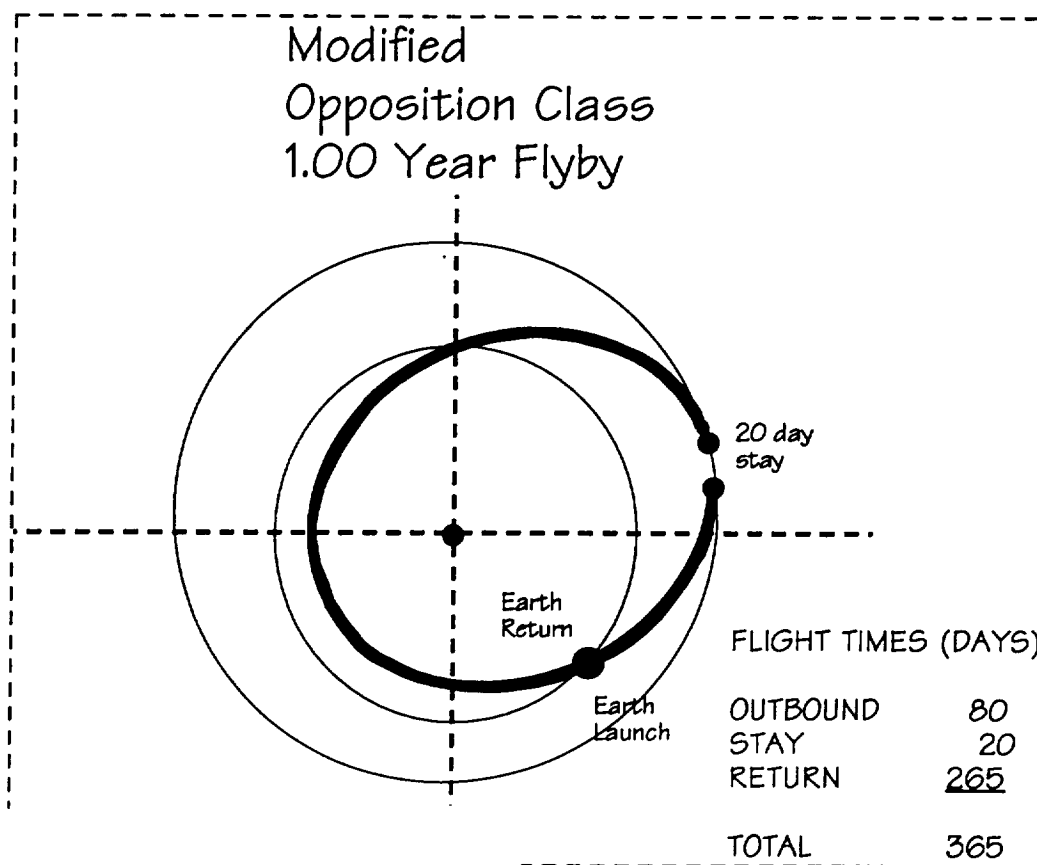 Modified
Opposition Class
1.00 Year Flyby
20 day
stay
Earth
Return
Earth
Launch
FLIGHT TIMES (DAYS)
OUTBOUND 80
STAY 20
RETURN 265
TOTAL 365